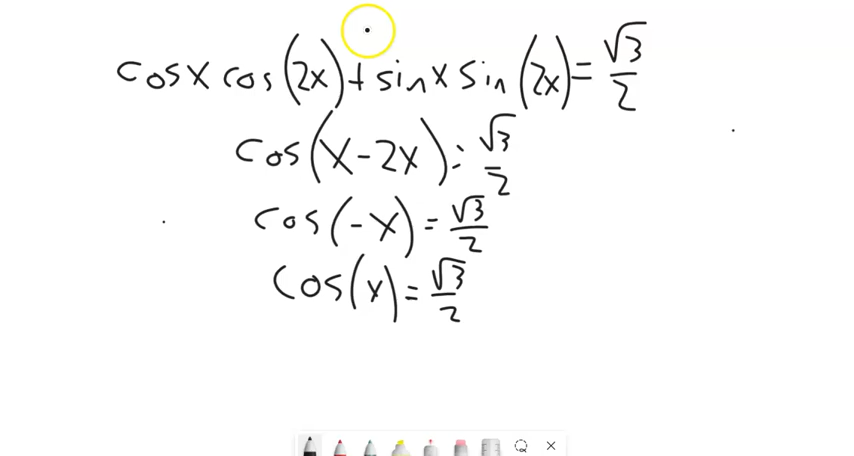 cosx cos(2x)+sinx sin(2x)=√3/2
cos(x-2x)=√3/2
cos(-x)=√3/2
cos(x)=√3/2